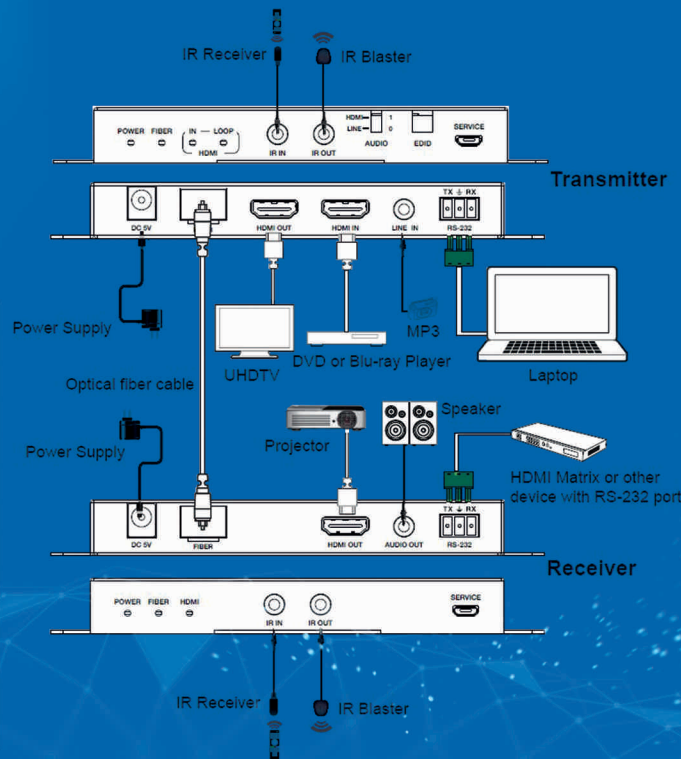 IR Receiver
IR Blaster
POWER FIBER IN — LOOP
HDMI
IR IN
IR OUT
HDMI— 1
LINE— 0
AUDIO
EDID
SERVICE
Transmitter
DC 5V
HDMI OUT
HDMI IN
LINE IN
TX RX
RS-232
Power Supply
UHDTV
DVD or Blu-ray Player
MP3
Laptop
Optical fiber cable
Power Supply
Projector
Speaker
HDMI Matrix or other
device with RS-232 port
DC 5V
FIBER
HDMI OUT
AUDIO OUT
TX RX
RS-232
Receiver
POWER FIBER HDMI
IR IN
IR OUT
SERVICE
IR Receiver
IR Blaster